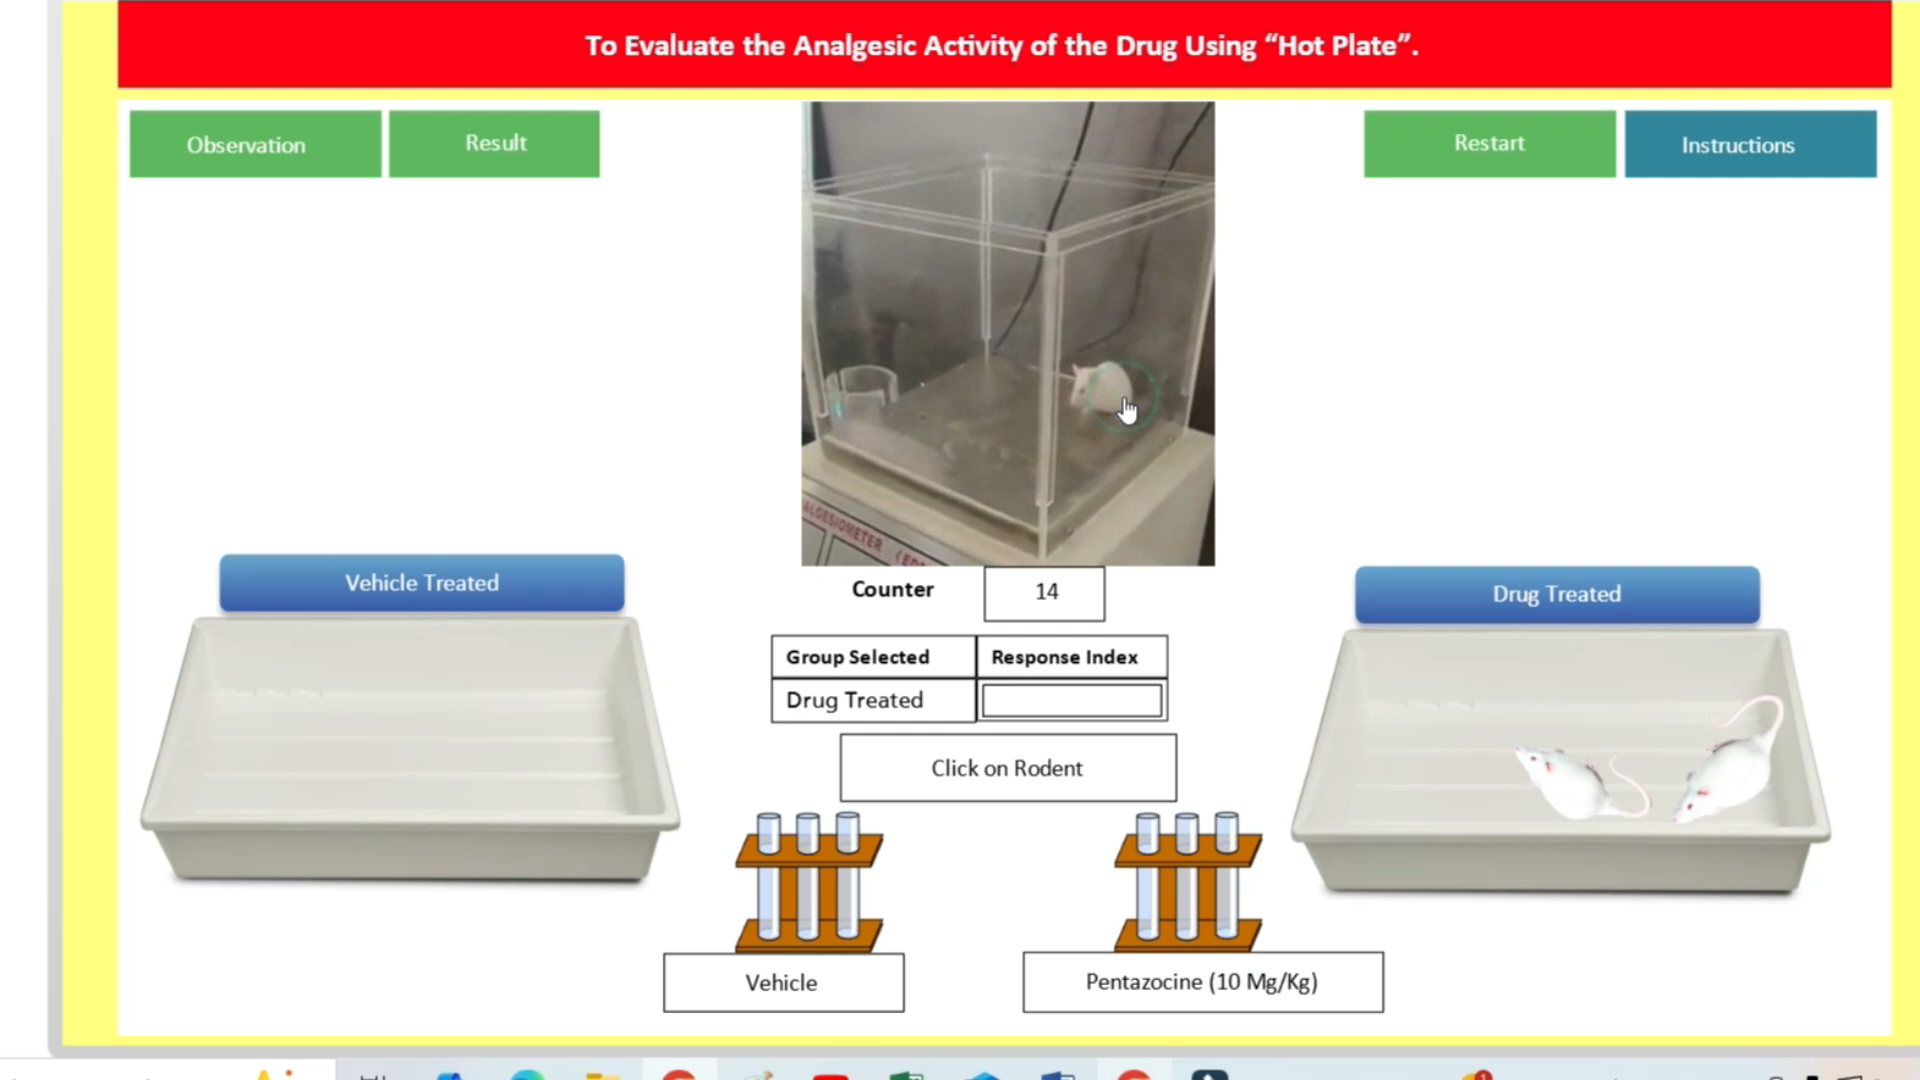 To Evaluate the Analgesic Activity of the Drug Using “Hot Plate”.
Observation
Result
Restart
Instructions
ALGESIOMETER
Vehicle Treated
Counter
14
Drug Treated
Group Selected
Response Index
Drug Treated
Click on Rodent
Vehicle
Pentazocine (10 Mg/Kg)